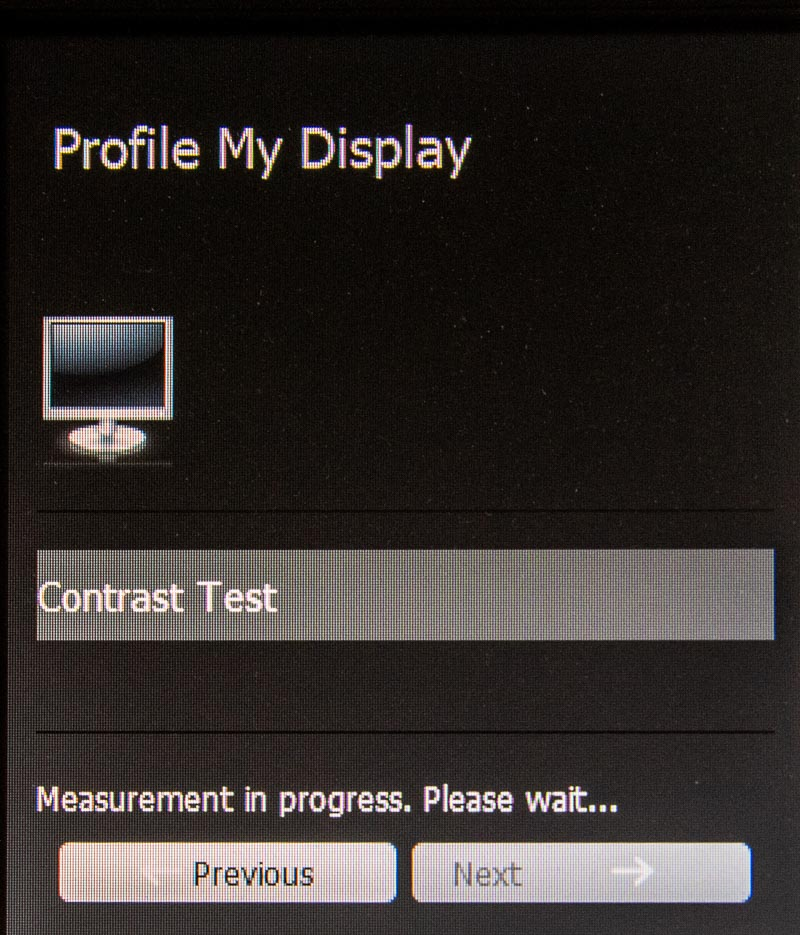 Profile My Display
Contrast Test
Measurement in progress. Please wait...
Previous
Next